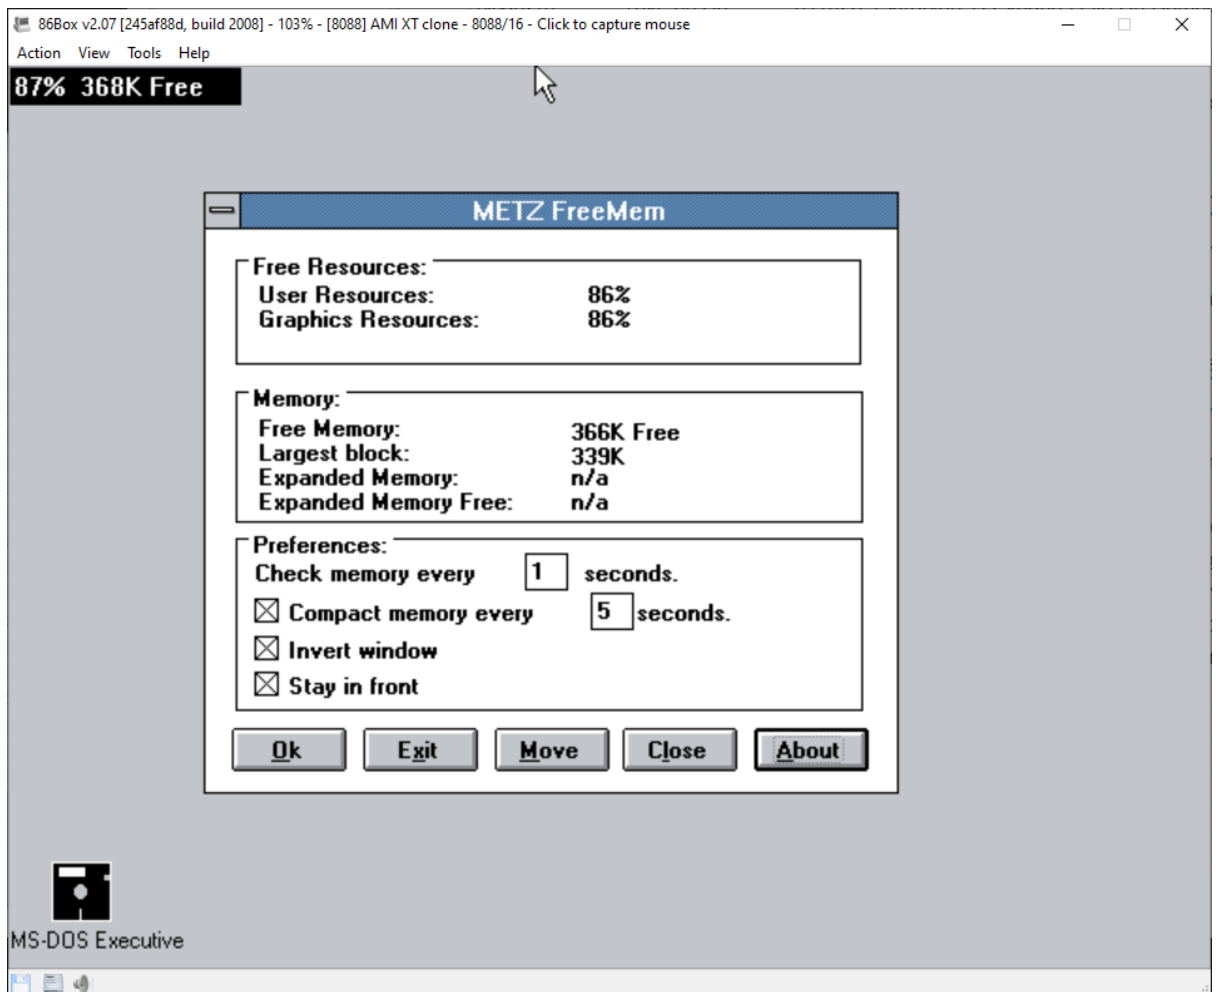 86Box v2.07 [245af88d, build 2008] - 103% - [8088] AMI XT clone - 8088/16 - Click to capture mouse
Action View Tools Help
87% 368K Free
METZ FreeMem
Free Resources:
User Resources: 86%
Graphics Resources: 86%
Memory:
Free Memory: 366K Free
Largest block: 339K
Expanded Memory: n/a
Expanded Memory Free: n/a
Preferences:
Check memory every 1 seconds.
Compact memory every 5 seconds.
Invert window
Stay in front
Ok Exit Move Close About
MS-DOS Executive